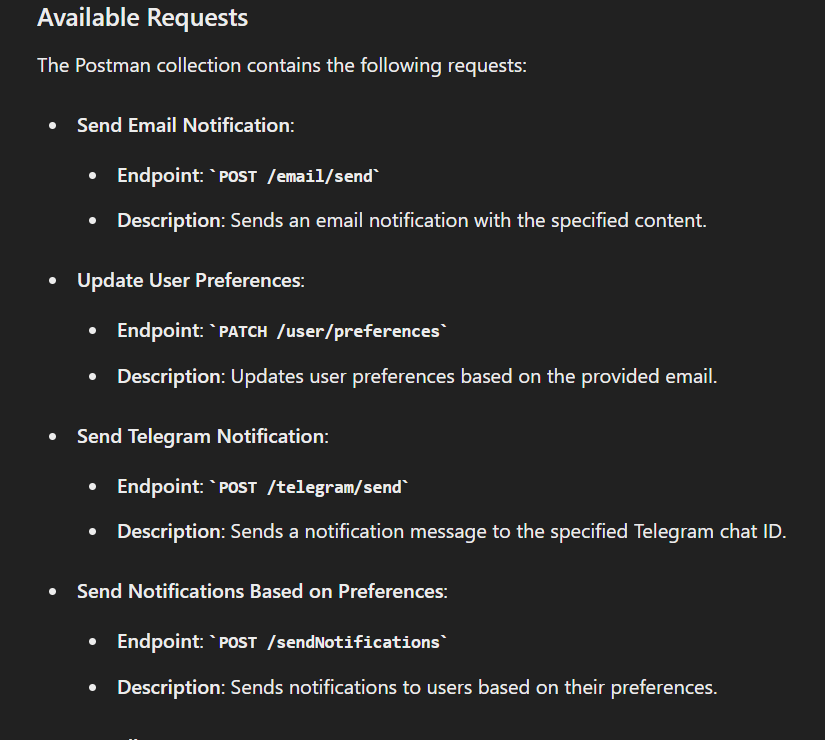 Available Requests
The Postman collection contains the following requests:
• Send Email Notification:
• Endpoint: `POST /email/send`
• Description: Sends an email notification with the specified content.
• Update User Preferences:
• Endpoint: `PATCH /user/preferences`
• Description: Updates user preferences based on the provided email.
• Send Telegram Notification:
• Endpoint: `POST /telegram/send`
• Description: Sends a notification message to the specified Telegram chat ID.
• Send Notifications Based on Preferences:
• Endpoint: `POST /sendNotifications`
• Description: Sends notifications to users based on their preferences.